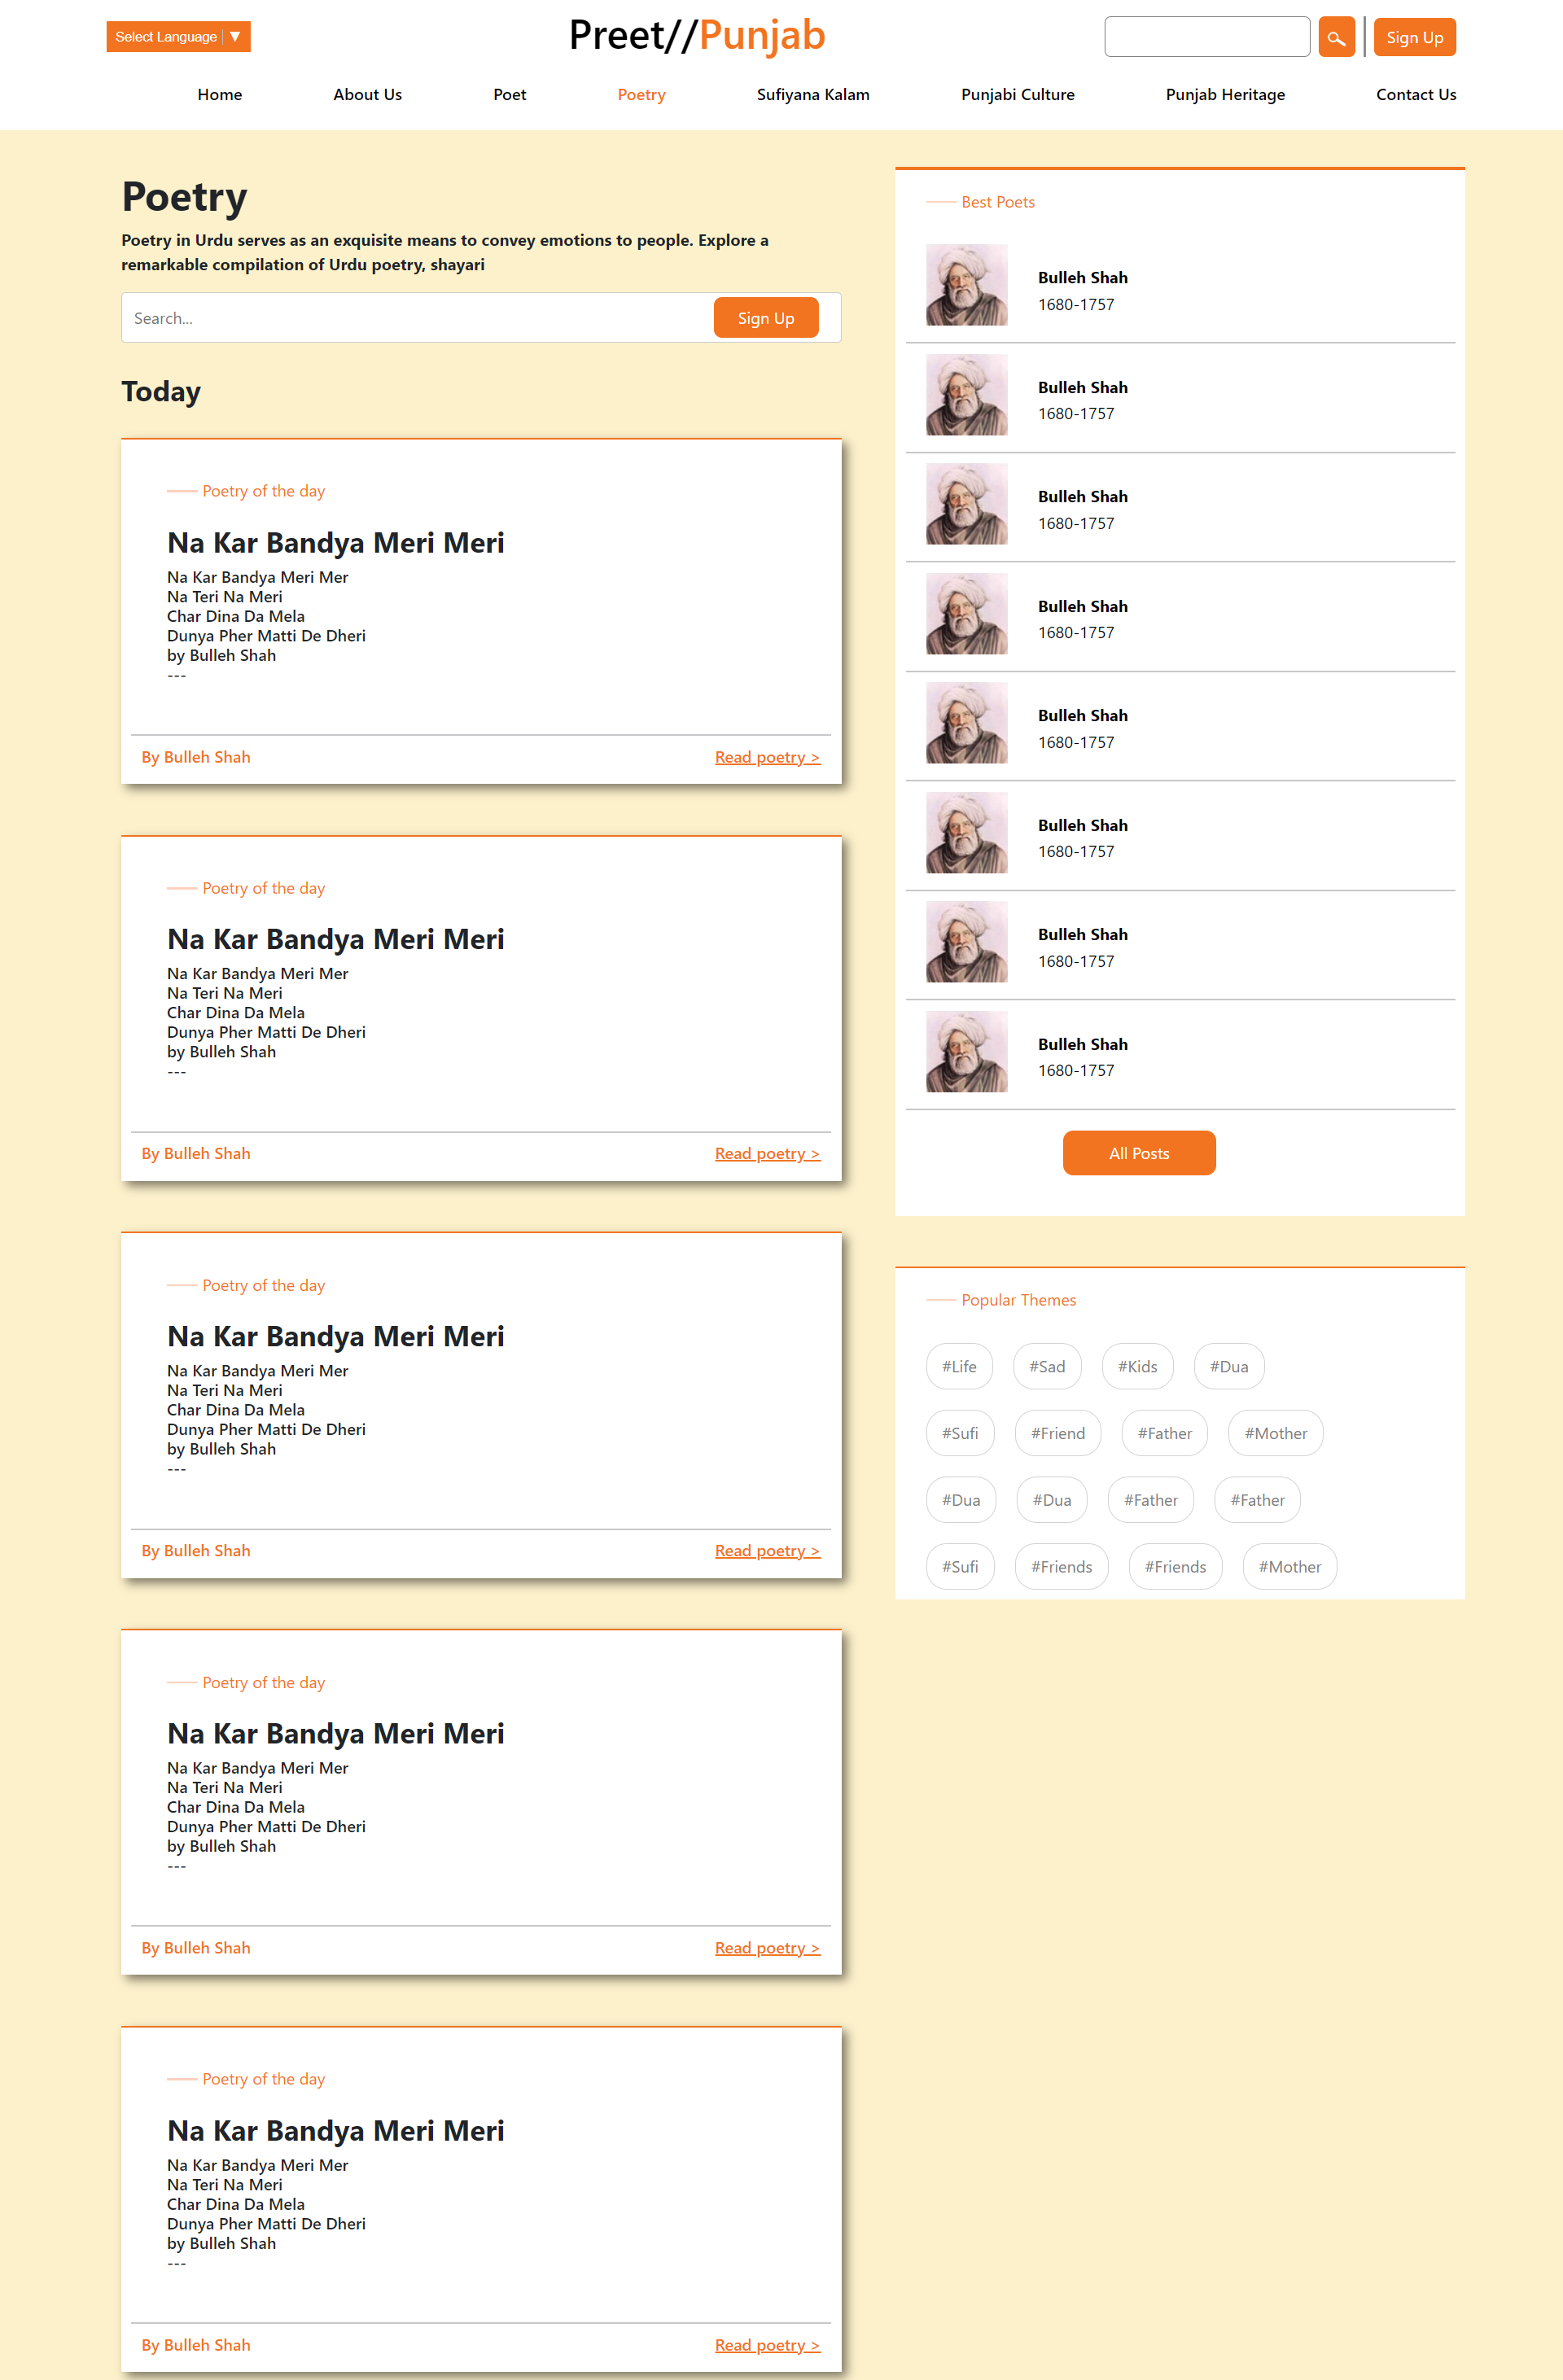 Select Language ▼
Preet//Punjab
Sign Up
Home About Us Poet Poetry Sufiyana Kalam Punjabi Culture Punjab Heritage Contact Us
Poetry
Poetry in Urdu serves as an exquisite means to convey emotions to people. Explore a
remarkable compilation of Urdu poetry, shayari
Search...
Sign Up
Today
Poetry of the day
Na Kar Bandya Meri Meri
Na Kar Bandya Meri Mer
Na Teri Na Meri
Char Dina Da Mela
Dunya Pher Matti De Dheri
by Bulleh Shah
---
By Bulleh Shah
Read poetry >
Poetry of the day
Na Kar Bandya Meri Meri
Na Kar Bandya Meri Mer
Na Teri Na Meri
Char Dina Da Mela
Dunya Pher Matti De Dheri
by Bulleh Shah
---
By Bulleh Shah
Read poetry >
Poetry of the day
Na Kar Bandya Meri Meri
Na Kar Bandya Meri Mer
Na Teri Na Meri
Char Dina Da Mela
Dunya Pher Matti De Dheri
by Bulleh Shah
---
By Bulleh Shah
Read poetry >
Poetry of the day
Na Kar Bandya Meri Meri
Na Kar Bandya Meri Mer
Na Teri Na Meri
Char Dina Da Mela
Dunya Pher Matti De Dheri
by Bulleh Shah
---
By Bulleh Shah
Read poetry >
Poetry of the day
Na Kar Bandya Meri Meri
Na Kar Bandya Meri Mer
Na Teri Na Meri
Char Dina Da Mela
Dunya Pher Matti De Dheri
by Bulleh Shah
---
By Bulleh Shah
Read poetry >
Best Poets
Bulleh Shah
1680-1757
Bulleh Shah
1680-1757
Bulleh Shah
1680-1757
Bulleh Shah
1680-1757
Bulleh Shah
1680-1757
Bulleh Shah
1680-1757
Bulleh Shah
1680-1757
Bulleh Shah
1680-1757
All Posts
Popular Themes
#Life #Sad #Kids #Dua
#Sufi #Friend #Father #Mother
#Dua #Dua #Father #Father
#Sufi #Friends #Friends #Mother